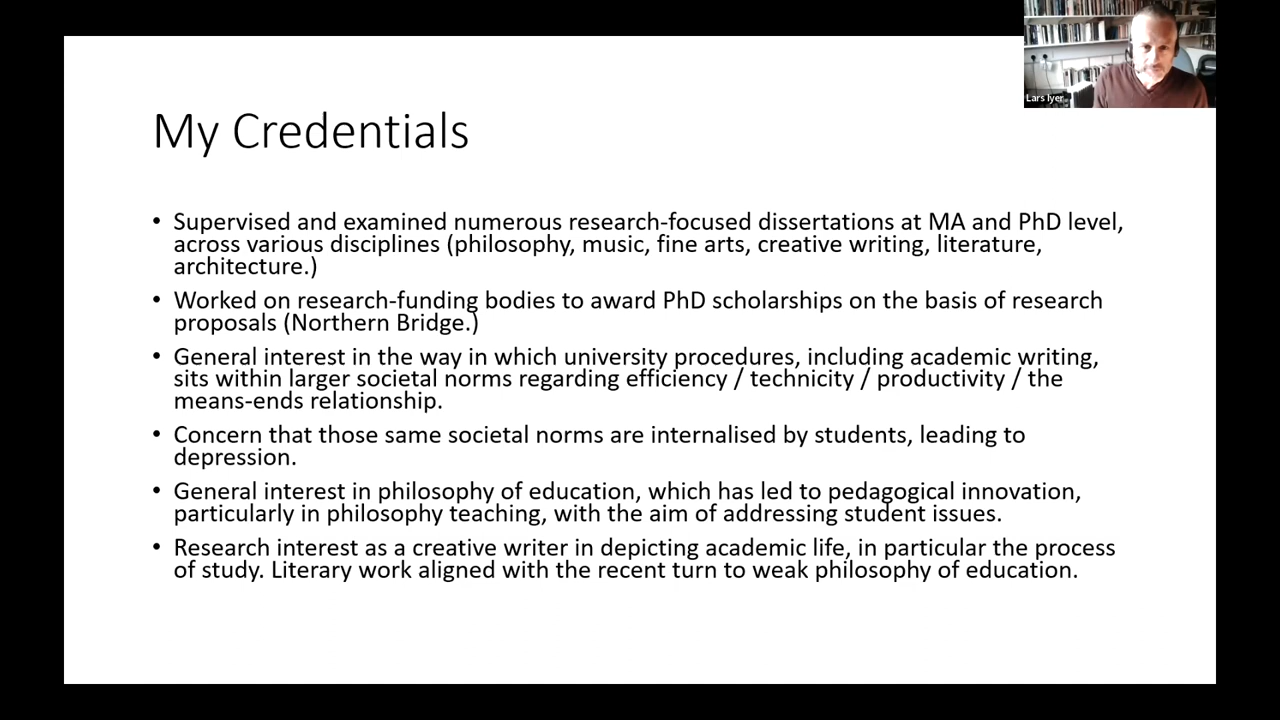 Lars Iyer
My Credentials
• Supervised and examined numerous research-focused dissertations at MA and PhD level,
across various disciplines (philosophy, music, fine arts, creative writing, literature,
architecture.)
• Worked on research-funding bodies to award PhD scholarships on the basis of research
proposals (Northern Bridge.)
• General interest in the way in which university procedures, including academic writing,
sits within larger societal norms regarding efficiency / technicity / productivity / the
means-ends relationship.
• Concern that those same societal norms are internalised by students, leading to
depression.
• General interest in philosophy of education, which has led to pedagogical innovation,
particularly in philosophy teaching, with the aim of addressing student issues.
• Research interest as a creative writer in depicting academic life, in particular the process
of study. Literary work aligned with the recent turn to weak philosophy of education.